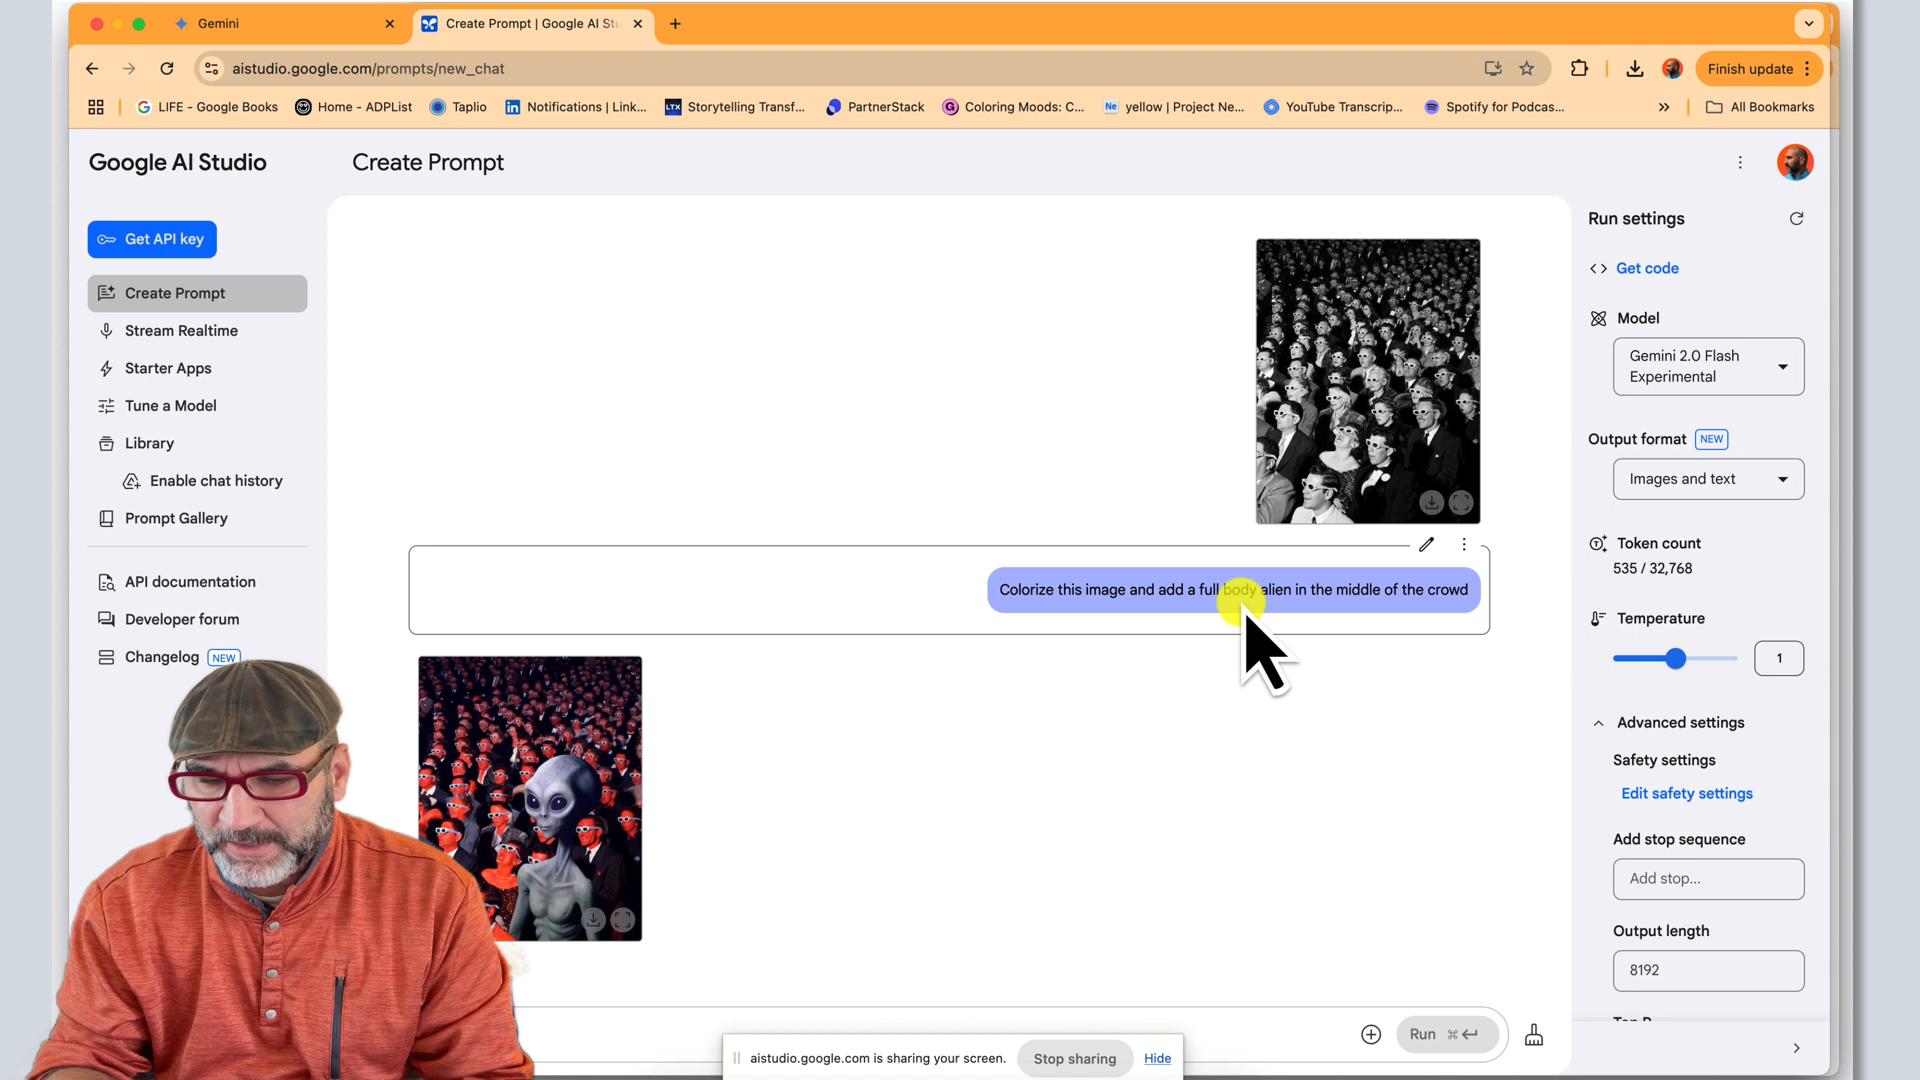 Gemini
Create Prompt | Google AI Stu
aistudio.google.com/prompts/new_chat
Finish update
LIFE - Google Books
Home - ADPList
Taplio
Notifications | Link...
LTX
Storytelling Transf...
PartnerStack
Coloring Moods: C...
Ne
yellow | Project Ne...
YouTube Transcrip...
Spotify for Podcas...
All Bookmarks
Google AI Studio
Create Prompt
Get API key
Create Prompt
Stream Realtime
Starter Apps
Tune a Model
Library
Enable chat history
Prompt Gallery
API documentation
Developer forum
Changelog NEW
Colorize this image and add a full body alien in the middle of the crowd
Run
aistudio.google.com is sharing your screen.
Stop sharing
Hide
Run settings
Get code
Model
Gemini 2.0 Flash
Experimental
Output format NEW
Images and text
Token count
535 / 32,768
Temperature
1
Advanced settings
Safety settings
Edit safety settings
Add stop sequence
Add stop...
Output length
8192
Top P